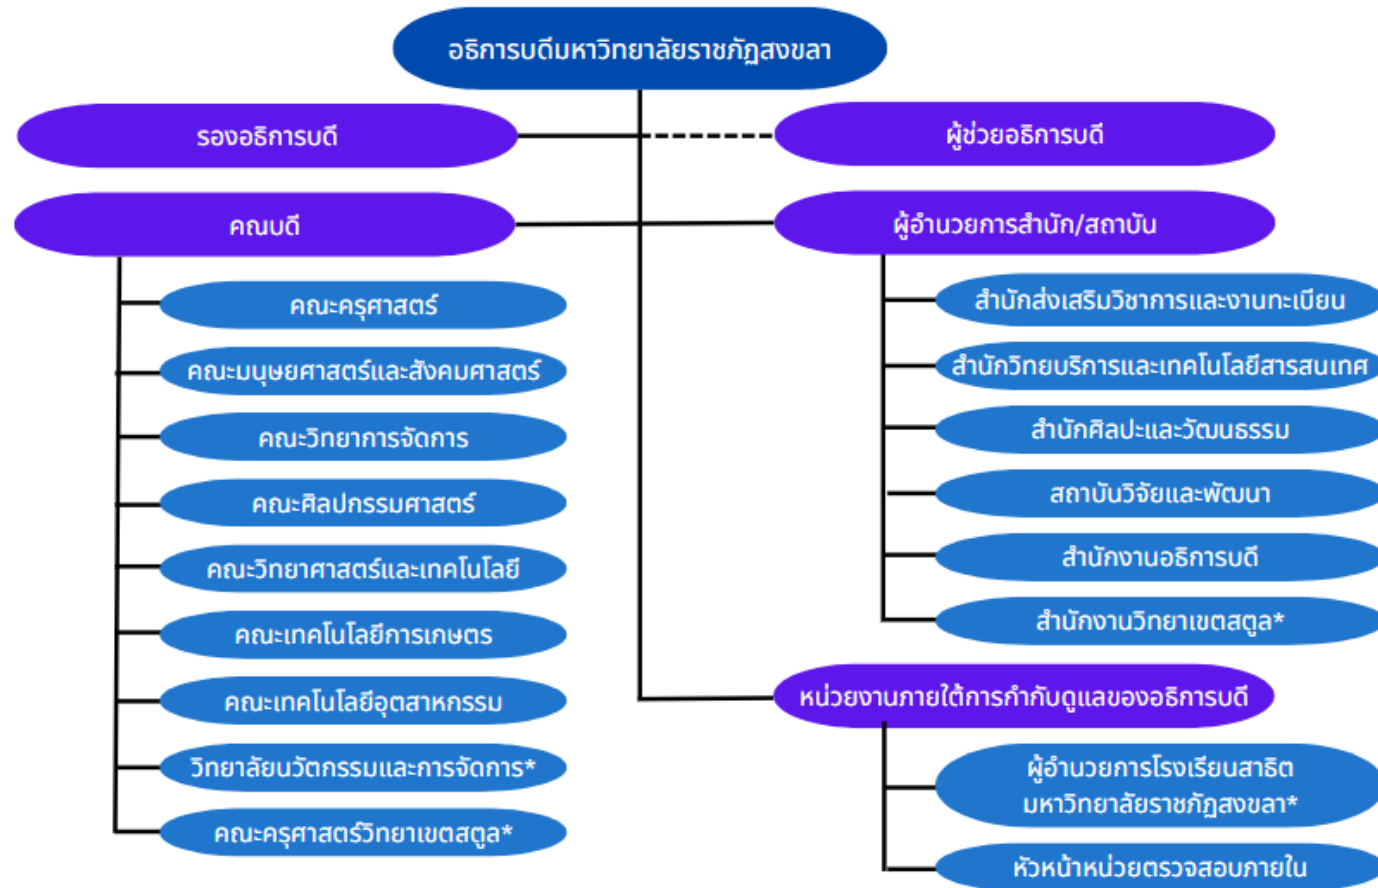 อธิการบดีมหาวิทยาลัยราชภัฏสงขลา
รองอธิการบดี
ผู้ช่วยอธิการบดี
คณบดี
คณะครุศาสตร์
คณะมนุษยศาสตร์และสังคมศาสตร์
คณะวิทยาการจัดการ
คณะศิลปกรรมศาสตร์
คณะวิทยาศาสตร์และเทคโนโลยี
คณะเทคโนโลยีการเกษตร
คณะเทคโนโลยีอุตสาหกรรม
วิทยาลัยนวัตกรรมและการจัดการ*
คณะครุศาสตร์วิทยาเขตสตูล*
ผู้อำนวยการสำนัก/สถาบัน
สำนักส่งเสริมวิชาการและงานทะเบียน
สำนักวิทยบริการและเทคโนโลยีสารสนเทศ
สำนักศิลปะและวัฒนธรรม
สถาบันวิจัยและพัฒนา
สำนักงานอธิการบดี
สำนักงานวิทยาเขตสตูล*
หน่วยงานภายใต้การกำกับดูแลของอธิการบดี
ผู้อำนวยการโรงเรียนสาธิต
มหาวิทยาลัยราชภัฏสงขลา*
หัวหน้าหน่วยตรวจสอบภายใน